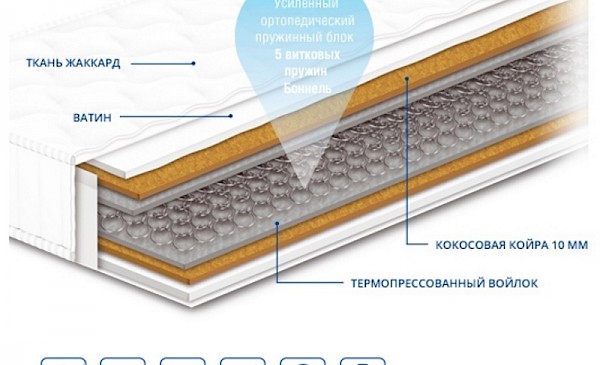 Усиленный
ортопедический
пружинный блок
5 витковых
пружин
Боннель
ТКАНЬ ЖАККАРД
ВАТИН
КОКОСОВАЯ КОЙРА 10 ММ
ТЕРМОПРЕССОВАННЫЙ ВОЙЛОК